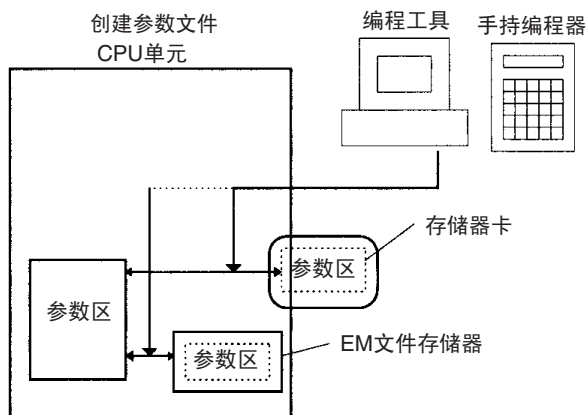 创建参数文件
CPU单元
编程工具
手持编程器
存储器卡
参数区
参数区
参数区
EM文件存储器